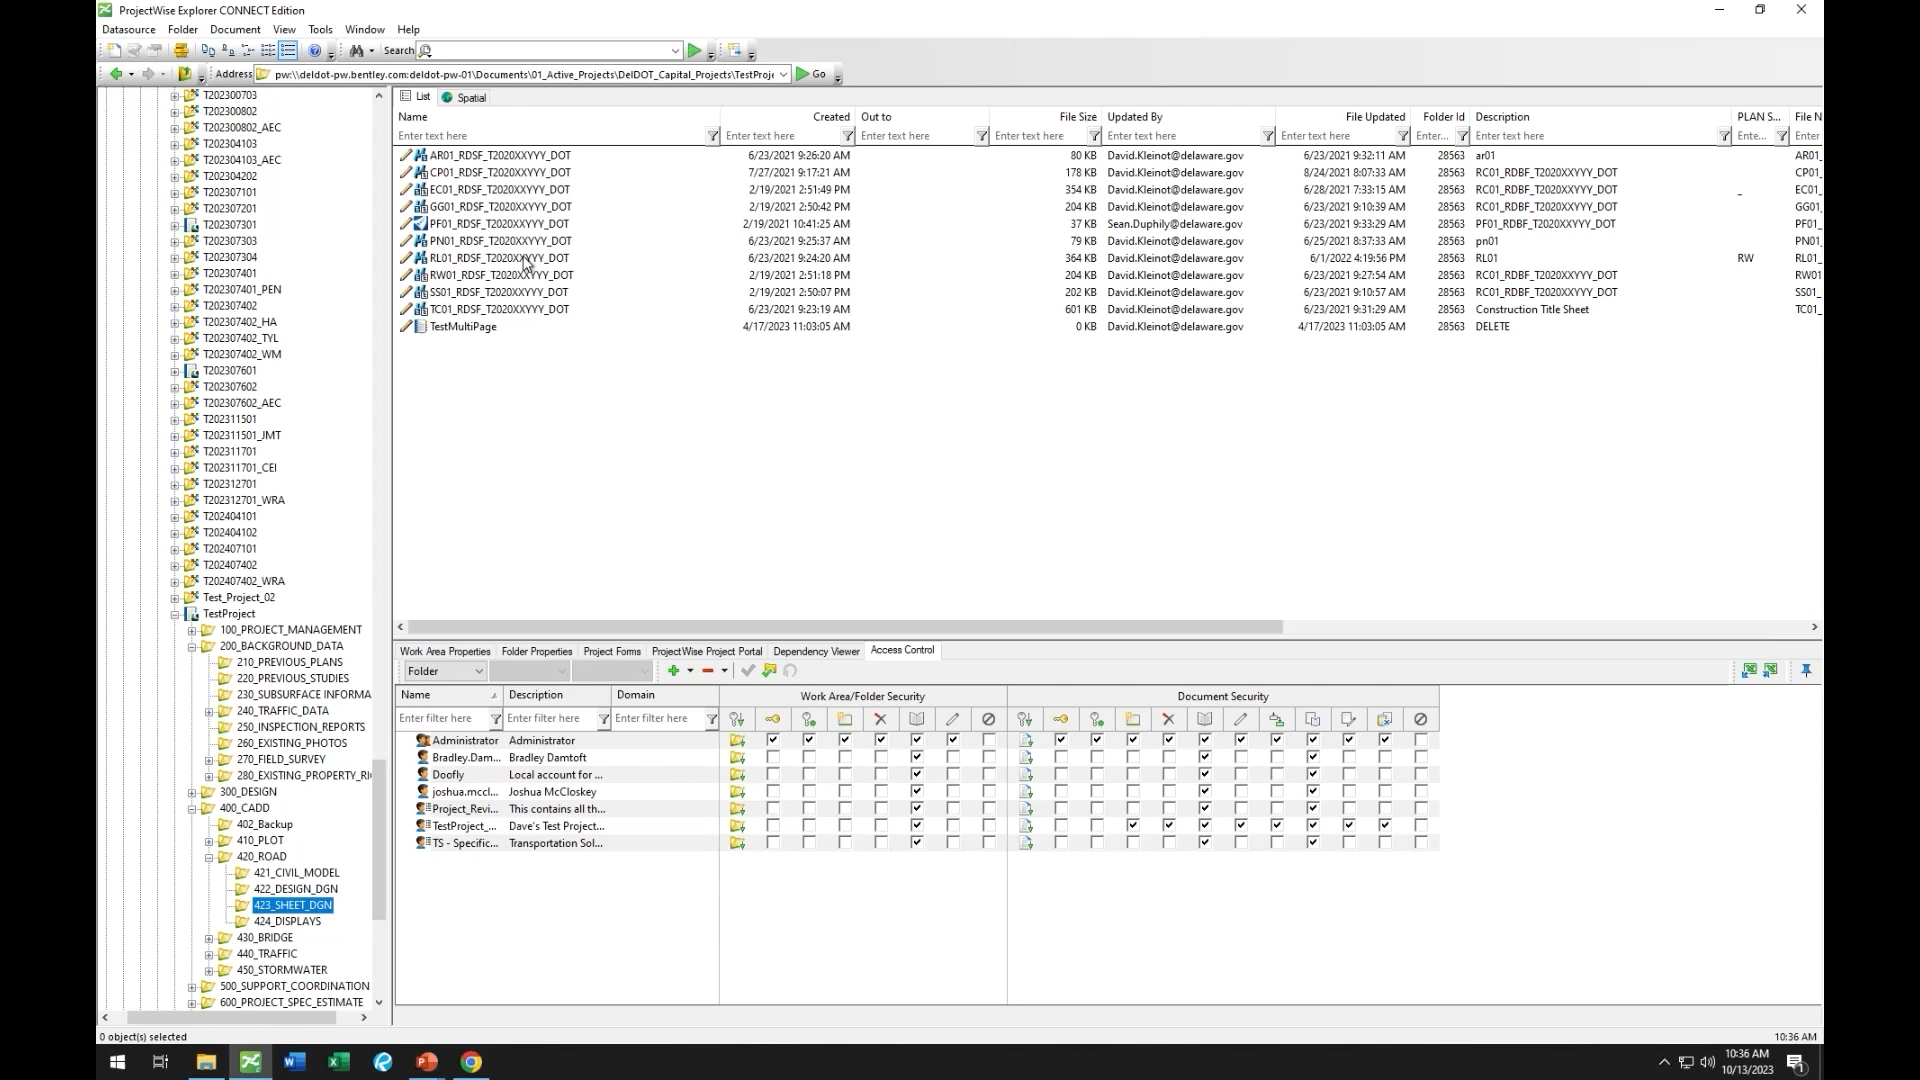 ProjectWise Explorer CONNECT Edition
Datasource Folder Document View Tools Window Help
Search
Address pw:\\deldot-pw.bentley.com:deldot-pw-01\Documents\01_Active_Projects\DelDOT_Capital_Projects\TestProje Go
T202300703
T202300802
T202300802_AEC
T202304103
T202304103_AEC
T202304202
T202307101
T202307201
T202307301
T202307303
T202307304
T202307401
T202307401_PEN
T202307402
T202307402_HA
T202307402_TYL
T202307402_WM
T202307601
T202307602
T202307602_AEC
T202311501
T202311501_JMT
T202311701
T202311701_CEI
T202312701
T202312701_WRA
T202404101
T202404102
T202407101
T202407402
T202407402_WRA
Test_Project_02
TestProject
100_PROJECT_MANAGEMENT
200_BACKGROUND_DATA
210_PREVIOUS_PLANS
220_PREVIOUS_STUDIES
230_SUBSURFACE INFORMA
240_TRAFFIC_DATA
250_INSPECTION_REPORTS
260_EXISTING_PHOTOS
270_FIELD_SURVEY
280_EXISTING_PROPERTY_RI
300_DESIGN
400_CADD
402_Backup
410_PLOT
420_ROAD
421_CIVIL_MODEL
422_DESIGN_DGN
423_SHEET_DGN
424_DISPLAYS
430_BRIDGE
440_TRAFFIC
450_STORMWATER
500_SUPPORT_COORDINATION
600_PROJECT_SPEC_ESTIMATE
List Spatial
Name Created Out to File Size Updated By File Updated Folder Id Description PLAN S... File N
Enter text here Enter text here Enter text here Enter text here Enter text here Enter text here Enter... Enter text here Ente... Enter
AR01_RDSF_T2020XXYYY_DOT 6/23/2021 9:26:20 AM 80 KB David.Kleinot@delaware.gov 6/23/2021 9:32:11 AM 28563 ar01 AR01_
CP01_RDSF_T2020XXYYY_DOT 7/27/2021 9:17:21 AM 178 KB David.Kleinot@delaware.gov 8/24/2021 8:07:33 AM 28563 RC01_RDBF_T2020XXYYY_DOT CP01_
EC01_RDSF_T2020XXYYY_DOT 2/19/2021 2:51:49 PM 354 KB David.Kleinot@delaware.gov 6/28/2021 7:33:15 AM 28563 RC01_RDBF_T2020XXYYY_DOT _ EC01_
GG01_RDSF_T2020XXYYY_DOT 2/19/2021 2:50:42 PM 204 KB David.Kleinot@delaware.gov 6/23/2021 9:10:39 AM 28563 RC01_RDBF_T2020XXYYY_DOT GG01_
PF01_RDSF_T2020XXYYY_DOT 2/19/2021 10:41:25 AM 37 KB Sean.Duphily@delaware.gov 6/23/2021 9:33:29 AM 28563 PF01_RDSF_T2020XXYYY_DOT PF01_
PN01_RDSF_T2020XXYYY_DOT 6/23/2021 9:25:37 AM 79 KB David.Kleinot@delaware.gov 6/25/2021 8:37:33 AM 28563 pn01 PN01_
RL01_RDSF_T2020XXYYY_DOT 6/23/2021 9:24:20 AM 364 KB David.Kleinot@delaware.gov 6/1/2022 4:19:56 PM 28563 RL01 RW RL01_
RW01_RDSF_T2020XXYYY_DOT 2/19/2021 2:51:18 PM 204 KB David.Kleinot@delaware.gov 6/23/2021 9:27:54 AM 28563 RC01_RDBF_T2020XXYYY_DOT RW01
SS01_RDSF_T2020XXYYY_DOT 2/19/2021 2:50:07 PM 202 KB David.Kleinot@delaware.gov 6/23/2021 9:10:57 AM 28563 RC01_RDBF_T2020XXYYY_DOT SS01_
TC01_RDSF_T2020XXYYY_DOT 6/23/2021 9:23:19 AM 601 KB David.Kleinot@delaware.gov 6/23/2021 9:31:29 AM 28563 Construction Title Sheet TC01_
TestMultiPage 4/17/2023 11:03:05 AM 0 KB David.Kleinot@delaware.gov 4/17/2023 11:03:05 AM 28563 DELETE
Work Area Properties Folder Properties Project Forms ProjectWise Project Portal Dependency Viewer Access Control
Folder
Name Description Domain Work Area/Folder Security Document Security
Enter filter here Enter filter here Enter filter here
Administrator Administrator
Bradley.Dam... Bradley Damtoft
Doofly Local account for ...
joshua.mccl... Joshua McCloskey
Project_Revi... This contains all th...
TestProject_... Dave's Test Project...
TS - Specific... Transportation Sol...
0 object(s) selected 10:36 AM
10:36 AM
10/13/2023
1